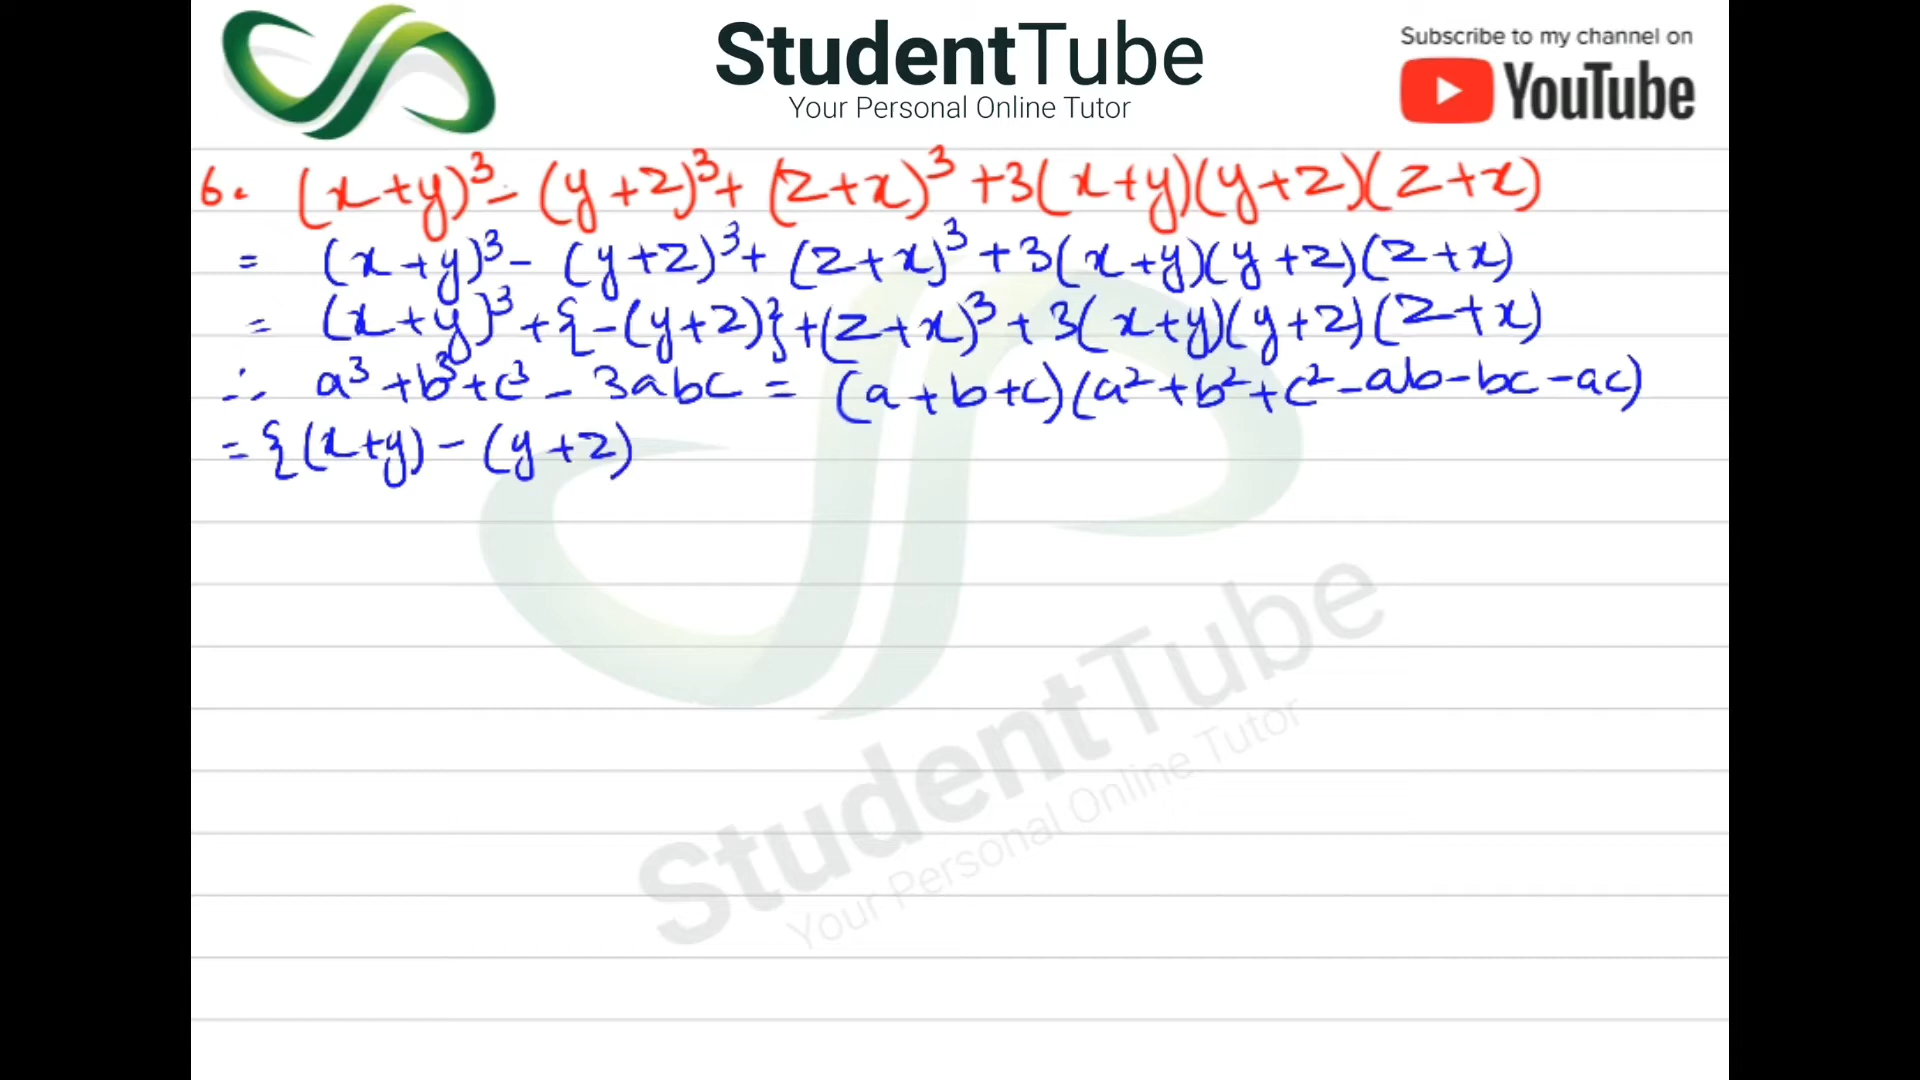 StudentTube
Your Personal Online Tutor
Subscribe to my channel on
YouTube
6. (x+y)³ - (y+z)³ + (z+x)³ +3(x+y)(y+z)(z+x)
= (x+y)³ - (y+z)³ + (z+x)³ +3(x+y)(y+z)(z+x)
= (x+y)³ +{-(y+z)}+(z+x)³ +3(x+y)(y+z)(z+x)
∴ a³+b³+c³ - 3abc = (a+b+c)(a²+b²+c²-ab-bc-ac)
={(x+y)-(y+z)
StudentTube
Your Personal Online Tutor